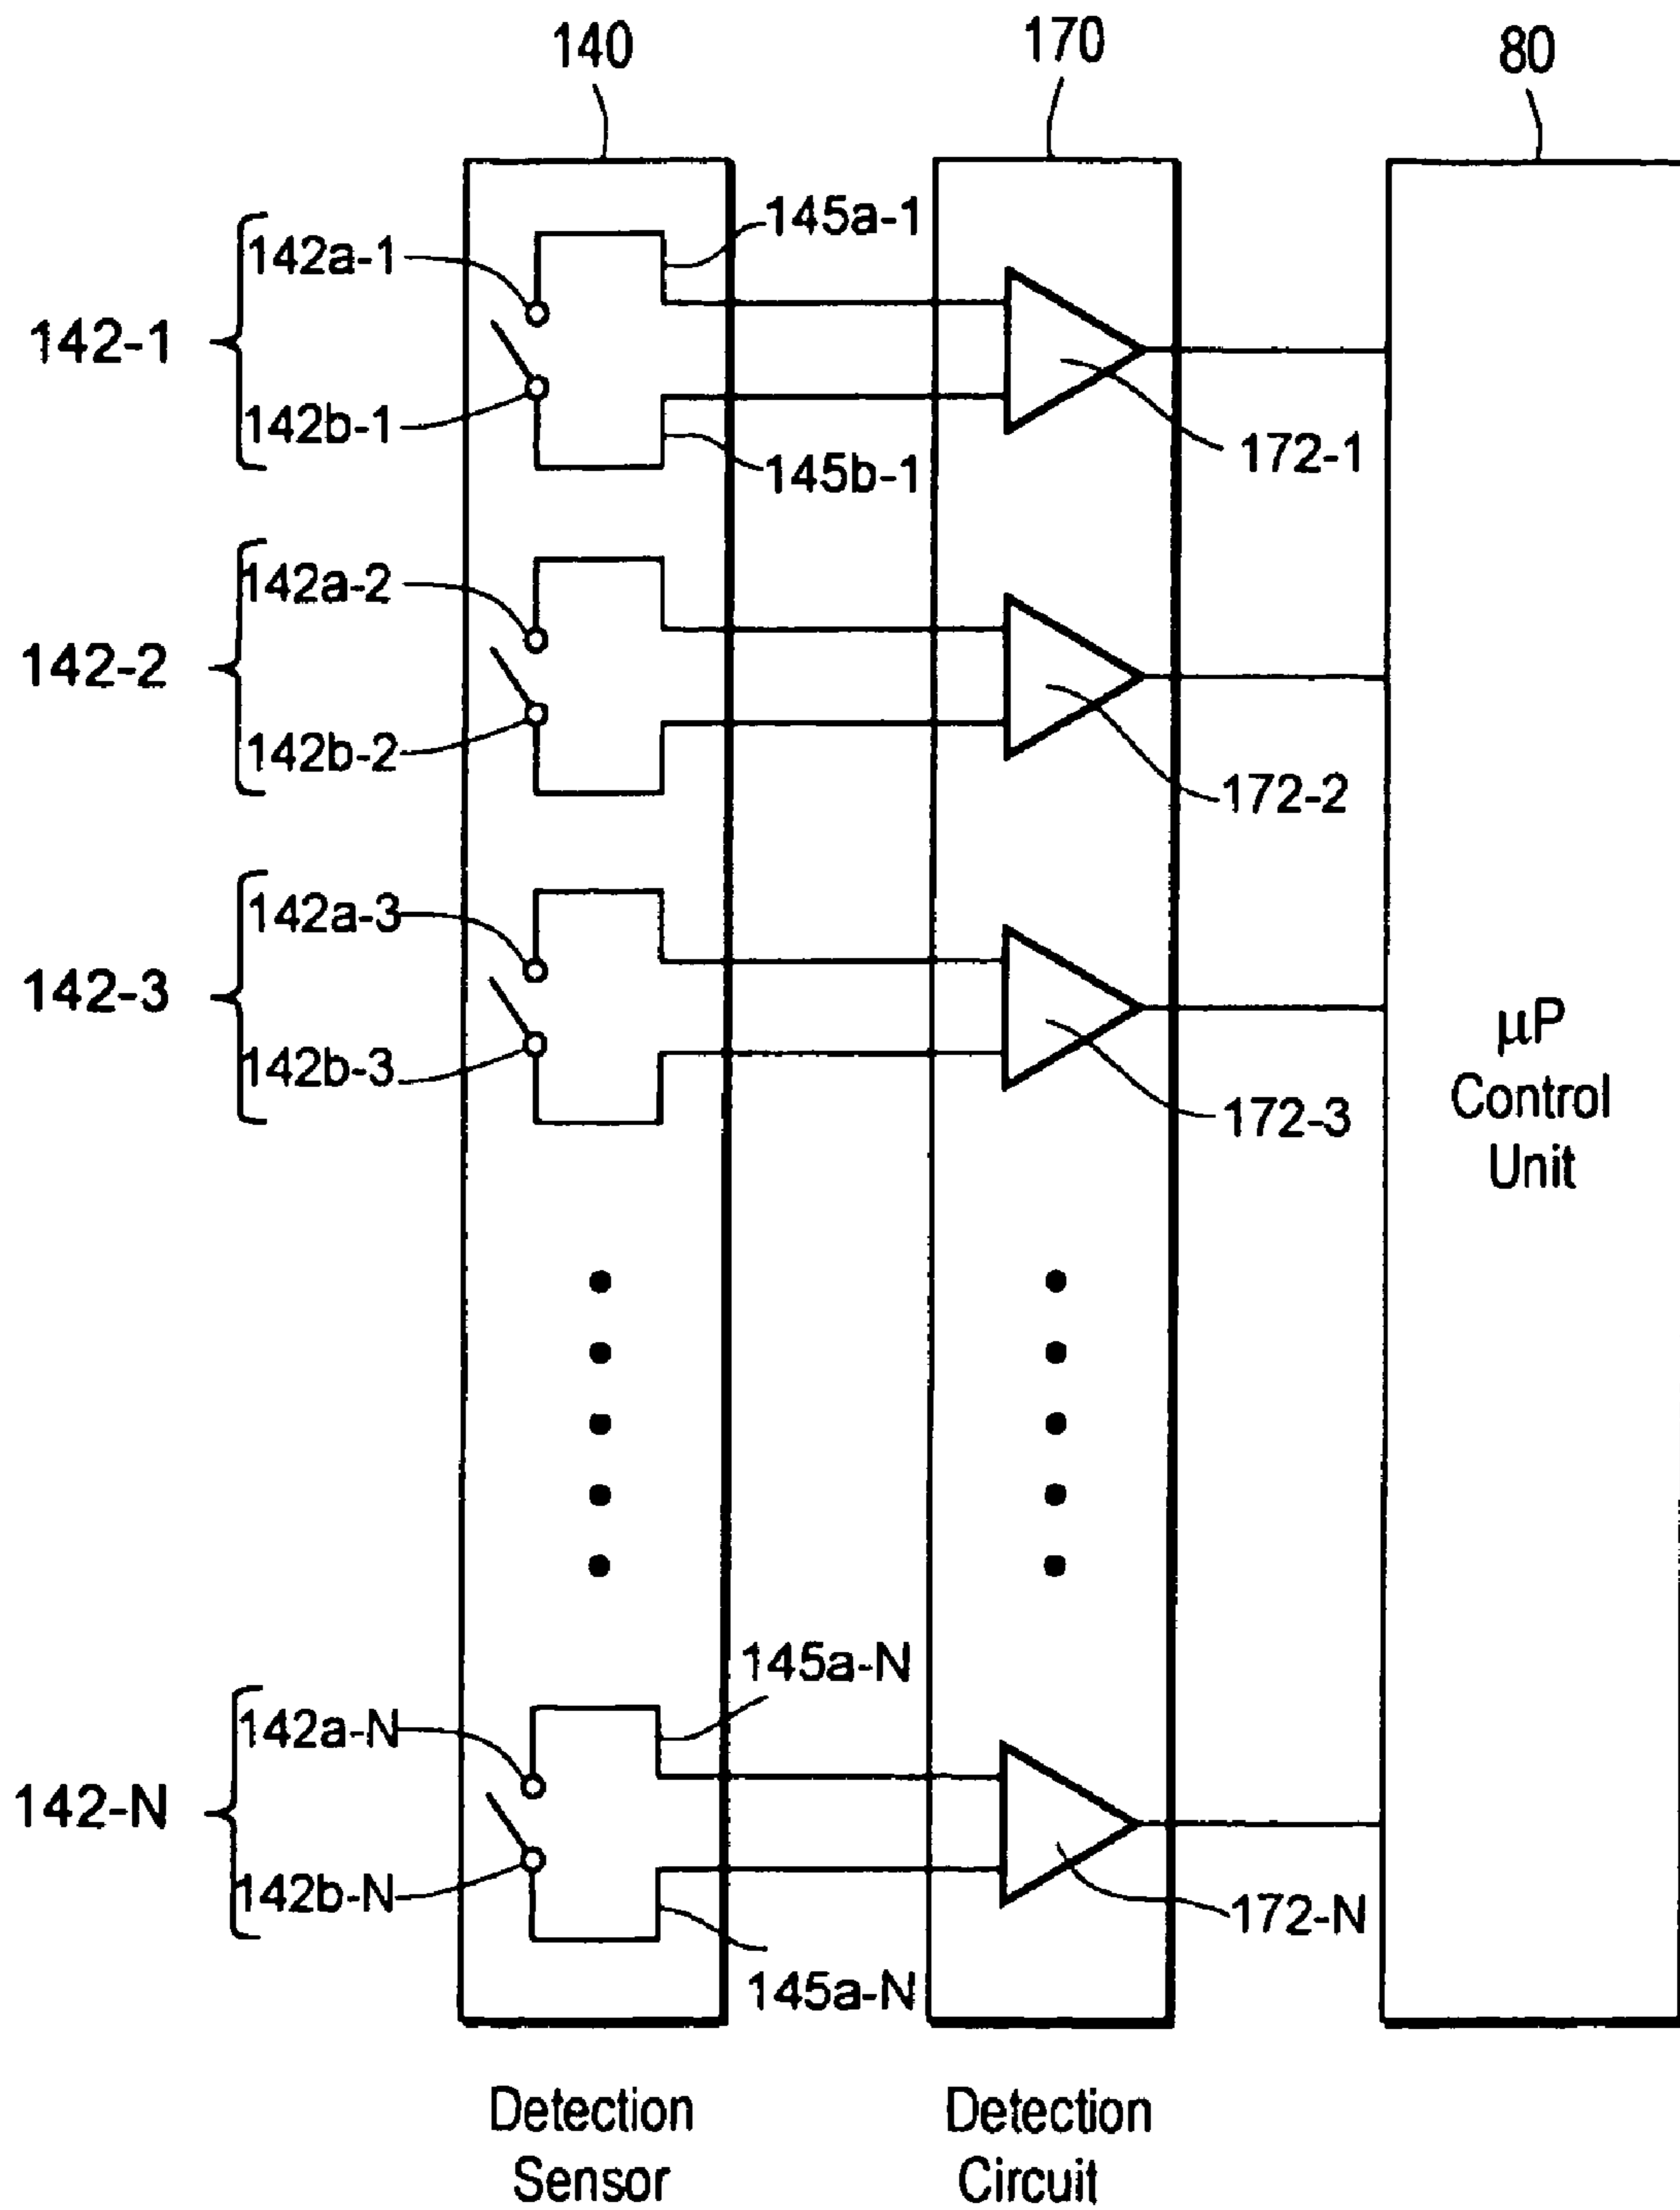 140
170
80
142a-1
145a-1
142-1
142b-1
145b-1
172-1
142a-2
142-2
142b-2
172-2
142a-3
142-3
142b-3
172-3
µP
Control
Unit
145a-N
142a-N
142-N
142b-N
172-N
145a-N
Detection
Sensor
Detection
Circuit